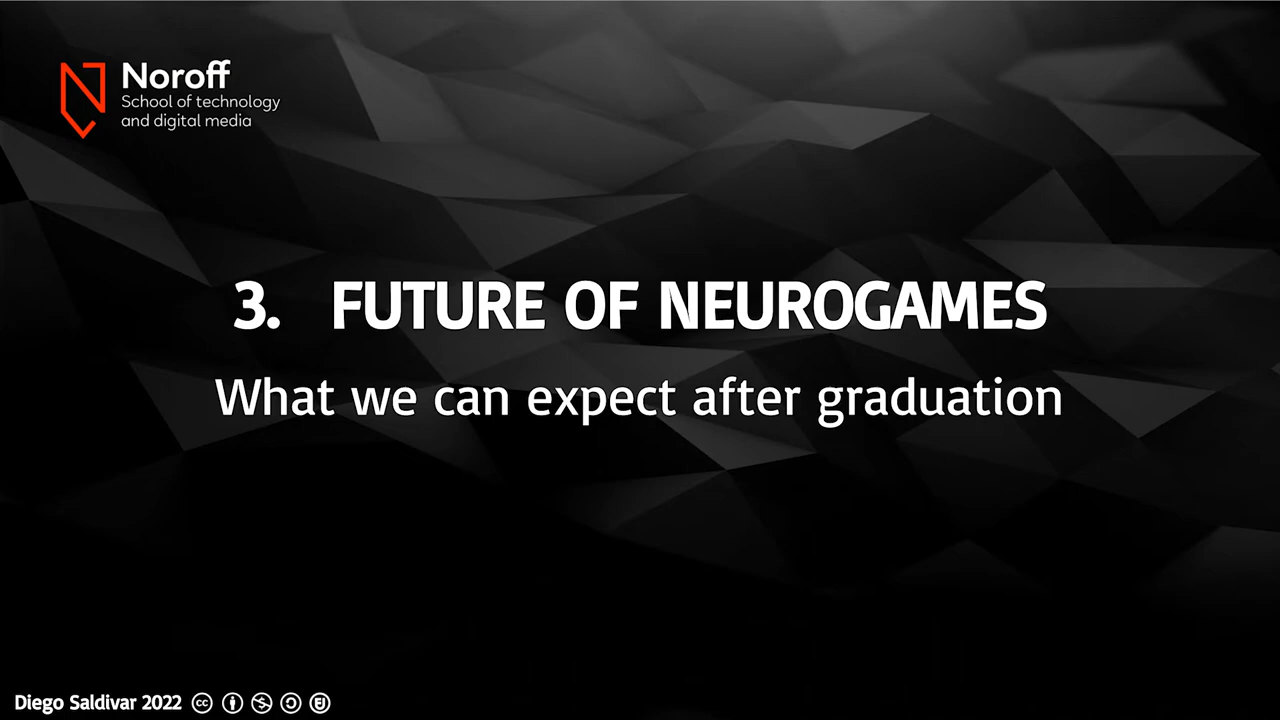 Noroff
School of technology
and digital media
3. FUTURE OF NEUROGAMES
What we can expect after graduation
Diego Saldivar 2022